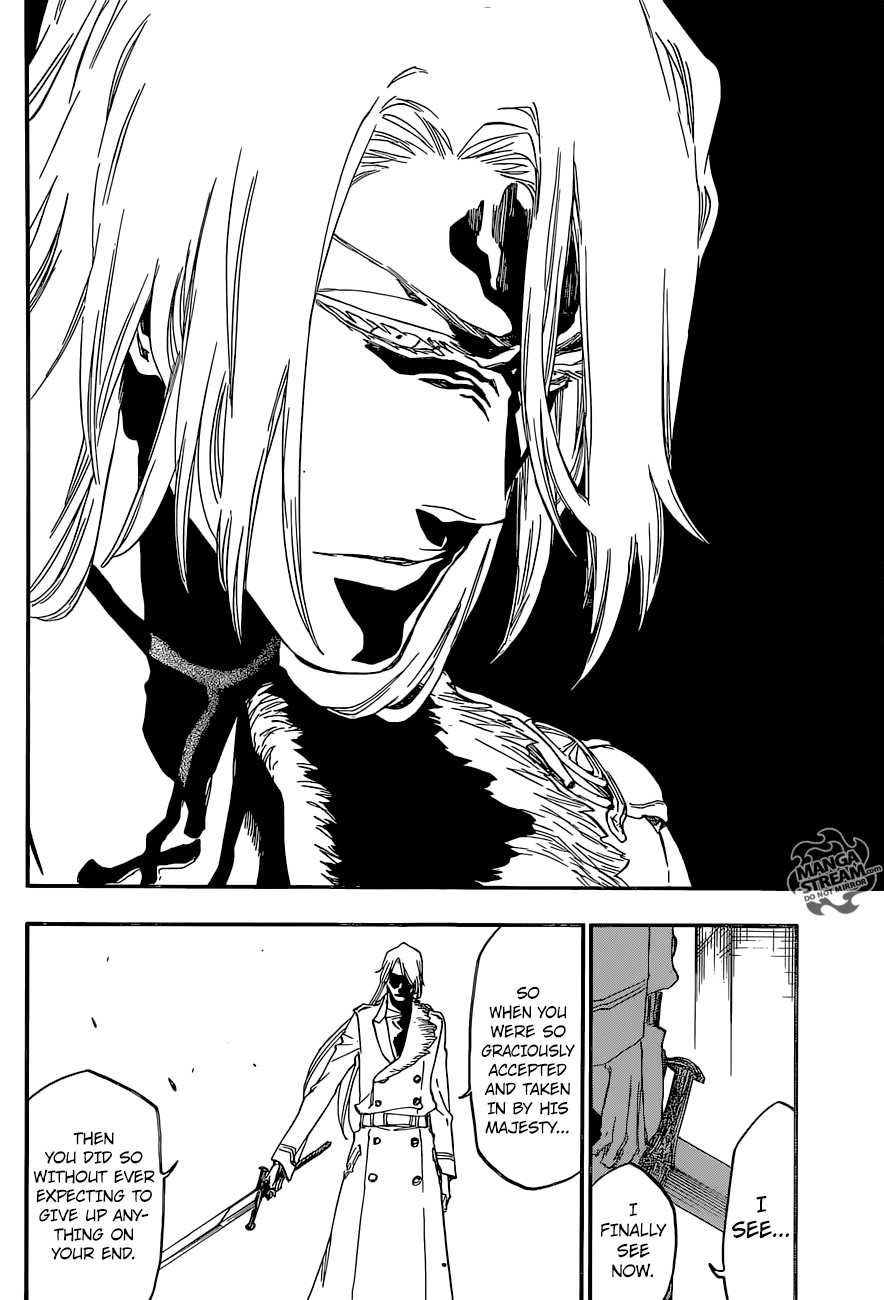 MANGA
STREAM.com
DO NOT MIRROR
I
SEE...
I
FINALLY
SEE
NOW.
SO
WHEN YOU
WERE SO
GRACIOUSLY
ACCEPTED
AND TAKEN
IN BY HIS
MAJESTY...
THEN
YOU DID SO
WITHOUT EVER
EXPECTING TO
GIVE UP ANY-
THING ON
YOUR END.